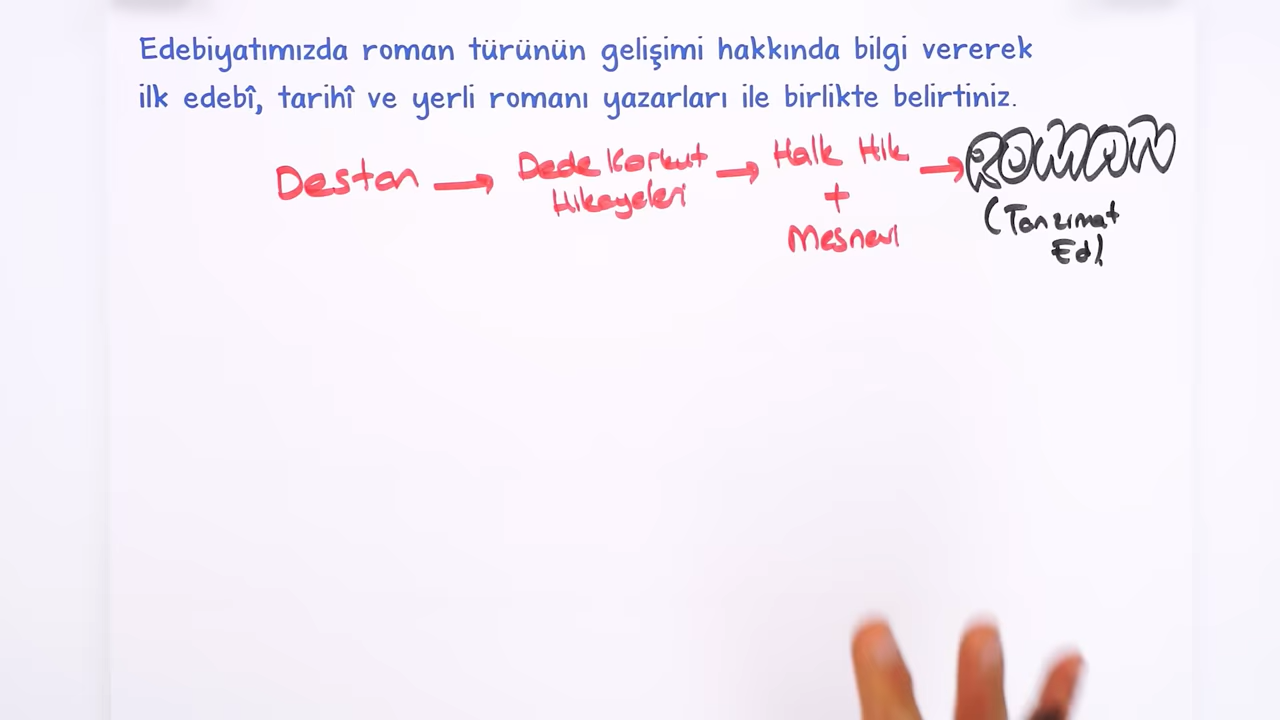 Edebiyatımızda roman türünün gelişimi hakkında bilgi vererek
ilk edebî, tarihî ve yerli romanı yazarları ile birlikte belirtiniz.
Destan → Dede Korkut Hikayeleri → Halk Hik. + Mesnevi → ROMAN
(Tanzimat Ed)